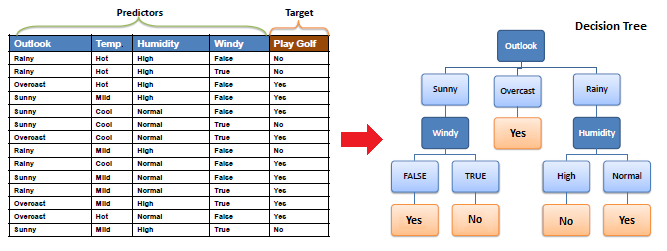 Predictors Target
Outlook Temp Humidity Windy Play Golf
Rainy Hot High False No
Rainy Hot High True No
Overoast Hot High False Yes
Sunny Mild High False Yes
Sunny Cool Normal False Yes
Sunny Cool Normal True No
Overoast Cool Normal True Yes
Rainy Mild High False No
Rainy Cool Normal False Yes
Sunny Mild Normal False Yes
Rainy Mild Normal True Yes
Overoast Mild High True Yes
Overoast Hot Normal False Yes
Sunny Mild High True No
Decision Tree
Outlook
Sunny Overcast Rainy
Windy Yes Humidity
FALSE TRUE High Normal
Yes No No Yes